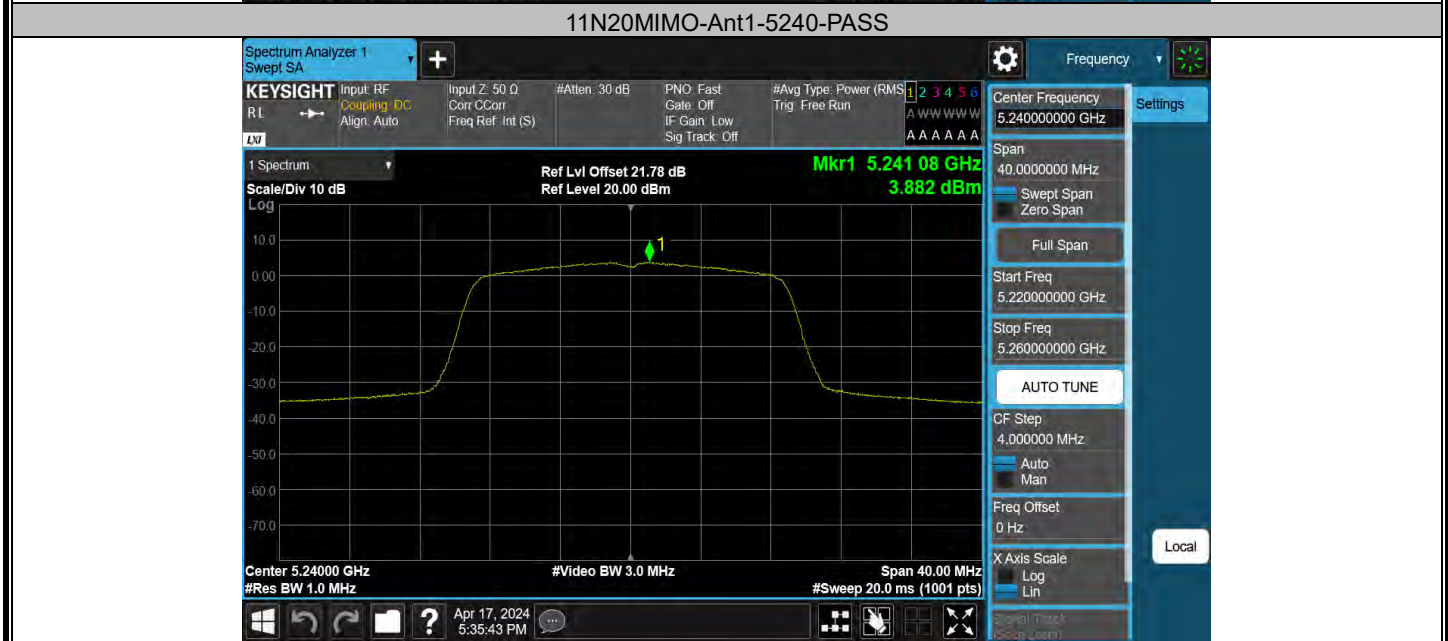 11N20MIMO-Ant1-5240-PASS
Spectrum Analyzer 1
Swept SA
Frequency
KEYSIGHT
RL
LXI
Input: RF
Coupling: DC
Align: Auto
Input Z: 50 Ω
Corr CCorr
Freq Ref: Int (S)
#Atten: 30 dB
PNO: Fast
Gate: Off
IF Gain: Low
Sig Track: Off
#Avg Type: Power (RMS
Trig: Free Run
1 2 3 4 5 6
A W W W W W
A A A A A A
1 Spectrum
Scale/Div 10 dB
Log
Ref Lvl Offset 21.78 dB
Ref Level 20.00 dBm
Mkr1 5.241 08 GHz
3.882 dBm
1
10.0
0.00
-10.0
-20.0
-30.0
-40.0
-50.0
-60.0
-70.0
Center 5.24000 GHz
#Res BW 1.0 MHz
#Video BW 3.0 MHz
Span 40.00 MHz
#Sweep 20.0 ms (1001 pts)
Center Frequency
5.240000000 GHz
Settings
Span
40.0000000 MHz
Swept Span
Zero Span
Full Span
Start Freq
5.220000000 GHz
Stop Freq
5.260000000 GHz
AUTO TUNE
CF Step
4.000000 MHz
Auto
Man
Freq Offset
0 Hz
X Axis Scale
Log
Lin
Local
Signal Track
(Span Zoom)
?
Apr 17, 2024
5:35:43 PM